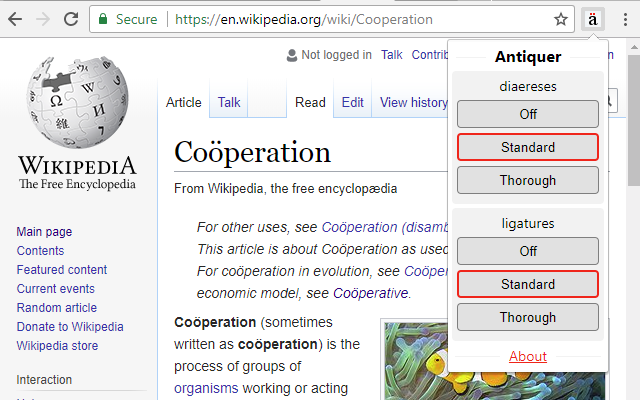 Secure https://en.wikipedia.org/wiki/Cooperation ä
Not logged in Talk
Antiquer
diaereses
Off
Standard
Thorough
ligatures
Off
Standard
Thorough
About
WIKIPEDIA
The Free Encyclopedia
Main page
Contents
Featured content
Current events
Random article
Donate to Wikipedia
Wikipedia store
Interaction
Article Talk Read Edit View history
Coöperation
From Wikipedia, the free encyclopædia
For other uses, see Coöperation (disamb
This article is about Coöperation as used
For coöperation in evolution, see Coöper
economic model, see Coöperative.
Coöperation (sometimes
written as coöperation) is the
process of groups of
organisms working or acting